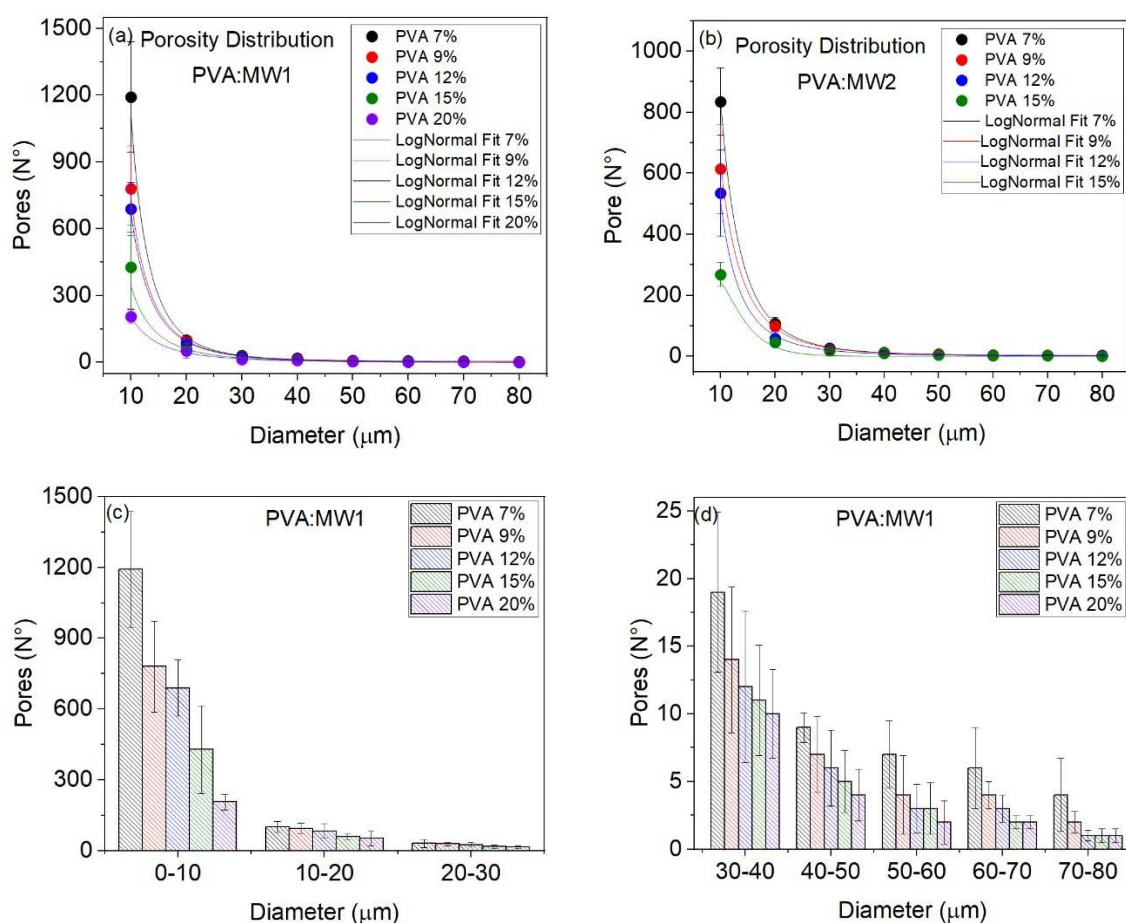 (a)
Porosity Distribution
PVA:MW1
PVA 7%
PVA 9%
PVA 12%
PVA 15%
PVA 20%
LogNormal Fit 7%
LogNormal Fit 9%
LogNormal Fit 12%
LogNormal Fit 15%
LogNormal Fit 20%
1500
1200
900
600
300
0
Pores (N°)
10 20 30 40 50 60 70 80
Diameter (μm)
(b)
Porosity Distribution
PVA:MW2
PVA 7%
PVA 9%
PVA 12%
PVA 15%
LogNormal Fit 7%
LogNormal Fit 9%
LogNormal Fit 12%
LogNormal Fit 15%
1000
800
600
400
200
0
Pore (N°)
10 20 30 40 50 60 70 80
Diameter (μm)
(c)
PVA:MW1
PVA 7%
PVA 9%
PVA 12%
PVA 15%
PVA 20%
1500
1200
900
600
300
0
Pores (N°)
0-10 10-20 20-30
Diameter (μm)
(d)
PVA:MW1
PVA 7%
PVA 9%
PVA 12%
PVA 15%
PVA 20%
25
20
15
10
5
0
Pores (N°)
30-40 40-50 50-60 60-70 70-80
Diameter (μm)